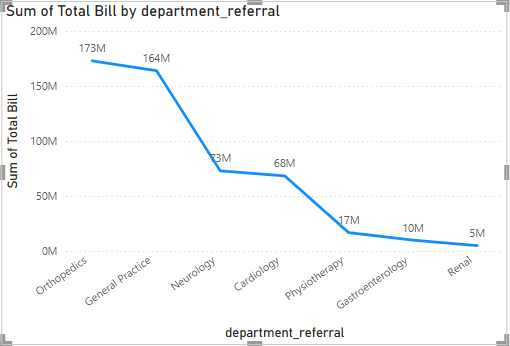 Sum of Total Bill by department_referral
200M
173M
164M
150M
Sum of Total Bill
100M
73M
68M
50M
17M
10M
5M
0M
Orthopedics
General Practice
Neurology
Cardiology
Physiotherapy
Gastroenterology
Renal
department_referral